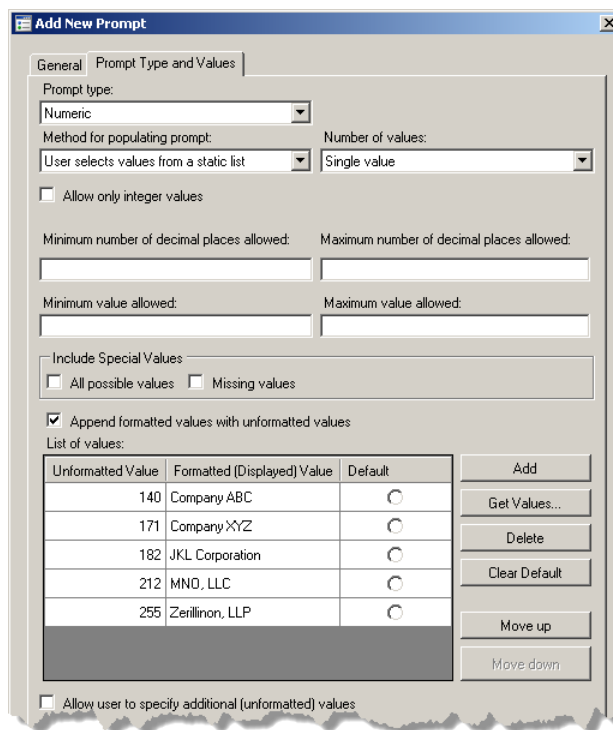 Add New Prompt
General Prompt Type and Values
Prompt type:
Numeric
Method for populating prompt: Number of values:
User selects values from a static list Single value
Allow only integer values
Minimum number of decimal places allowed: Maximum number of decimal places allowed:
Minimum value allowed: Maximum value allowed:
Include Special Values
All possible values Missing values
Append formatted values with unformatted values
List of values:
Unformatted Value Formatted (Displayed) Value Default Add
140 Company ABC
171 Company XYZ Get Values...
182 JKL Corporation Delete
212 MNO, LLC Clear Default
255 Zerillinon, LLP Move up
Move down
Allow user to specify additional (unformatted) values